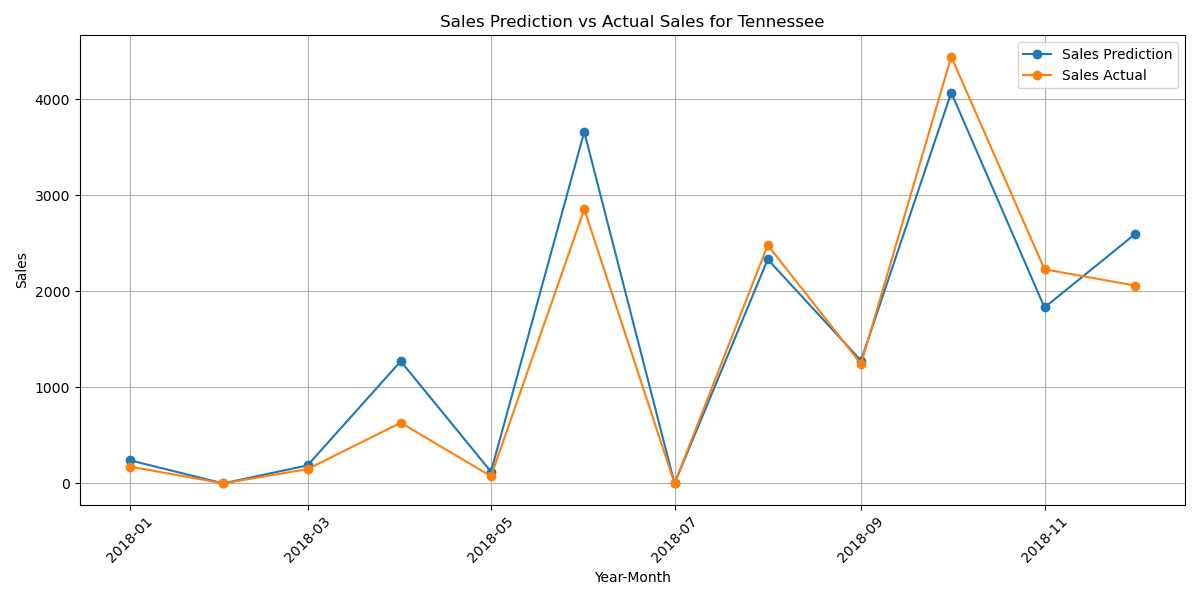 Sales Prediction vs Actual Sales for Tennessee
Sales Prediction
Sales Actual
Sales
4000
3000
2000
1000
0
2018-01
2018-03
2018-05
2018-07
2018-09
2018-11
Year-Month